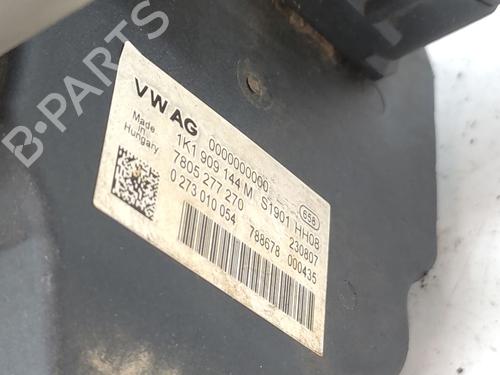 VW AG 0000000000
Made in Hungary
1K1 909 144 M S1901 HH08
7805 277 270
0 273 010 054
658
230807
788678 000435
B-PARTS